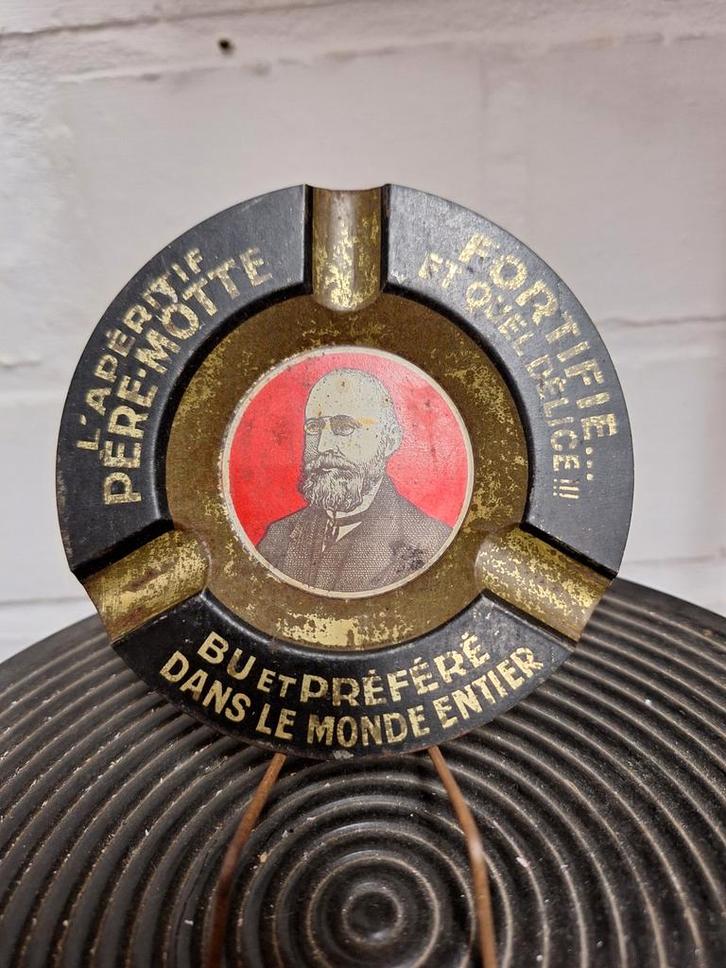 L'APÉRITIF
PÈRE-MOTTE
FORTIFIE...
ET QUEL DÉLICE!!!
BU ET PRÉFÉRÉ
DANS LE MONDE ENTIER